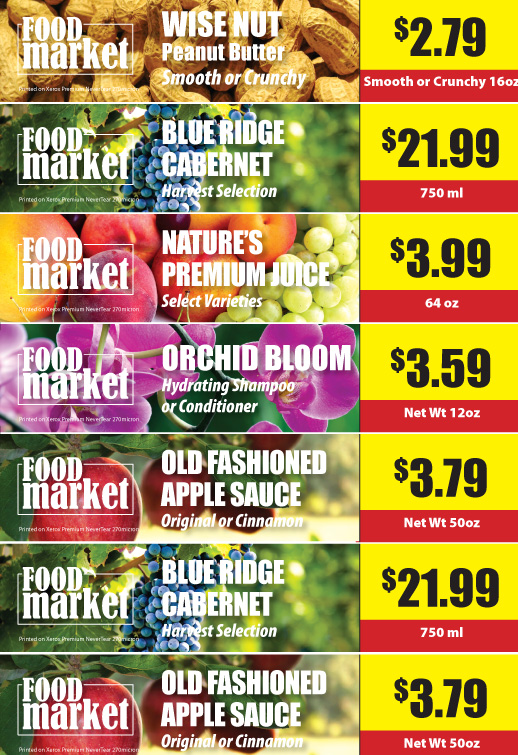 FOOD
market
Printed on Xerox Premium NeverTear 270micron
WISE NUT
Peanut Butter
Smooth or Crunchy
$2.79
Smooth or Crunchy 16oz
FOOD
market
Printed on Xerox Premium NeverTear 270micron
BLUE RIDGE
CABERNET
Harvest Selection
$21.99
750 ml
FOOD
market
Printed on Xerox Premium NeverTear 270micron
NATURE'S
PREMIUM JUICE
Select Varieties
$3.99
64 oz
FOOD
market
Printed on Xerox Premium NeverTear 270micron
ORCHID BLOOM
Hydrating Shampoo
or Conditioner
$3.59
Net Wt 12oz
FOOD
market
Printed on Xerox Premium NeverTear 270micron
OLD FASHIONED
APPLE SAUCE
Original or Cinnamon
$3.79
Net Wt 50oz
FOOD
market
Printed on Xerox Premium NeverTear 270micron
BLUE RIDGE
CABERNET
Harvest Selection
$21.99
750 ml
FOOD
market
Printed on Xerox Premium NeverTear 270micron
OLD FASHIONED
APPLE SAUCE
Original or Cinnamon
$3.79
Net Wt 50oz